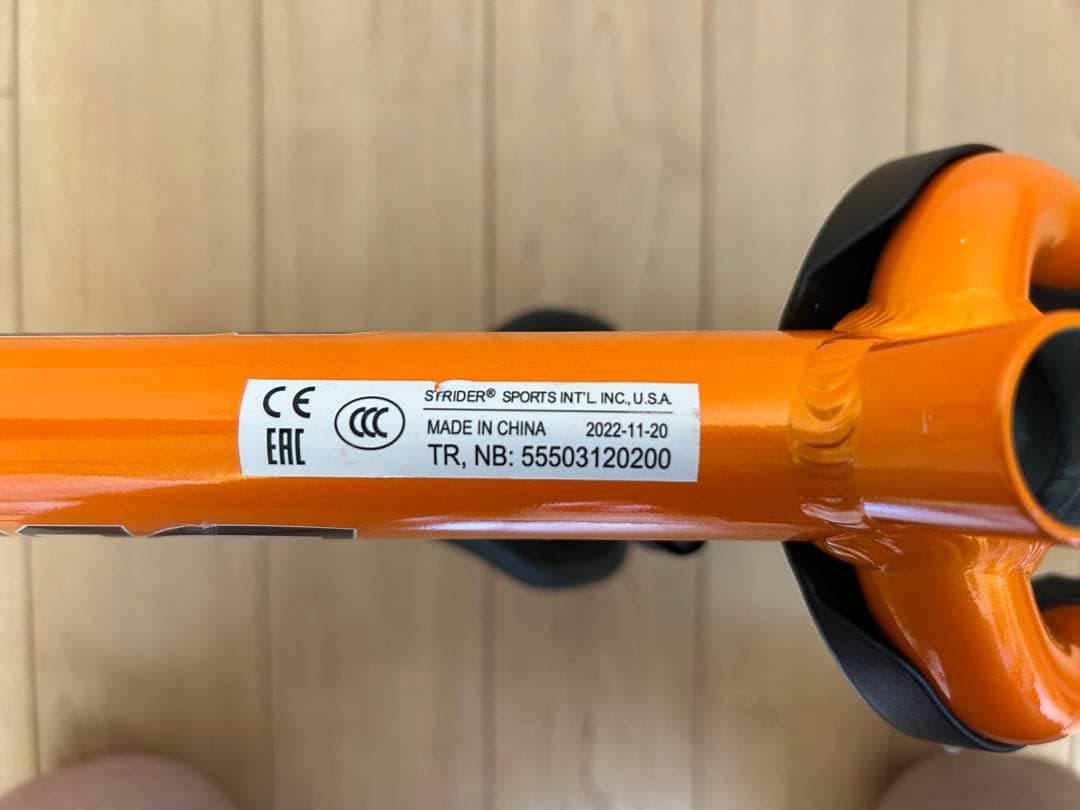 CE
EAC
CCC
STRIDER® SPORTS INT'L. INC., U.S.A.
MADE IN CHINA 2022-11-20
TR, NB: 55503120200